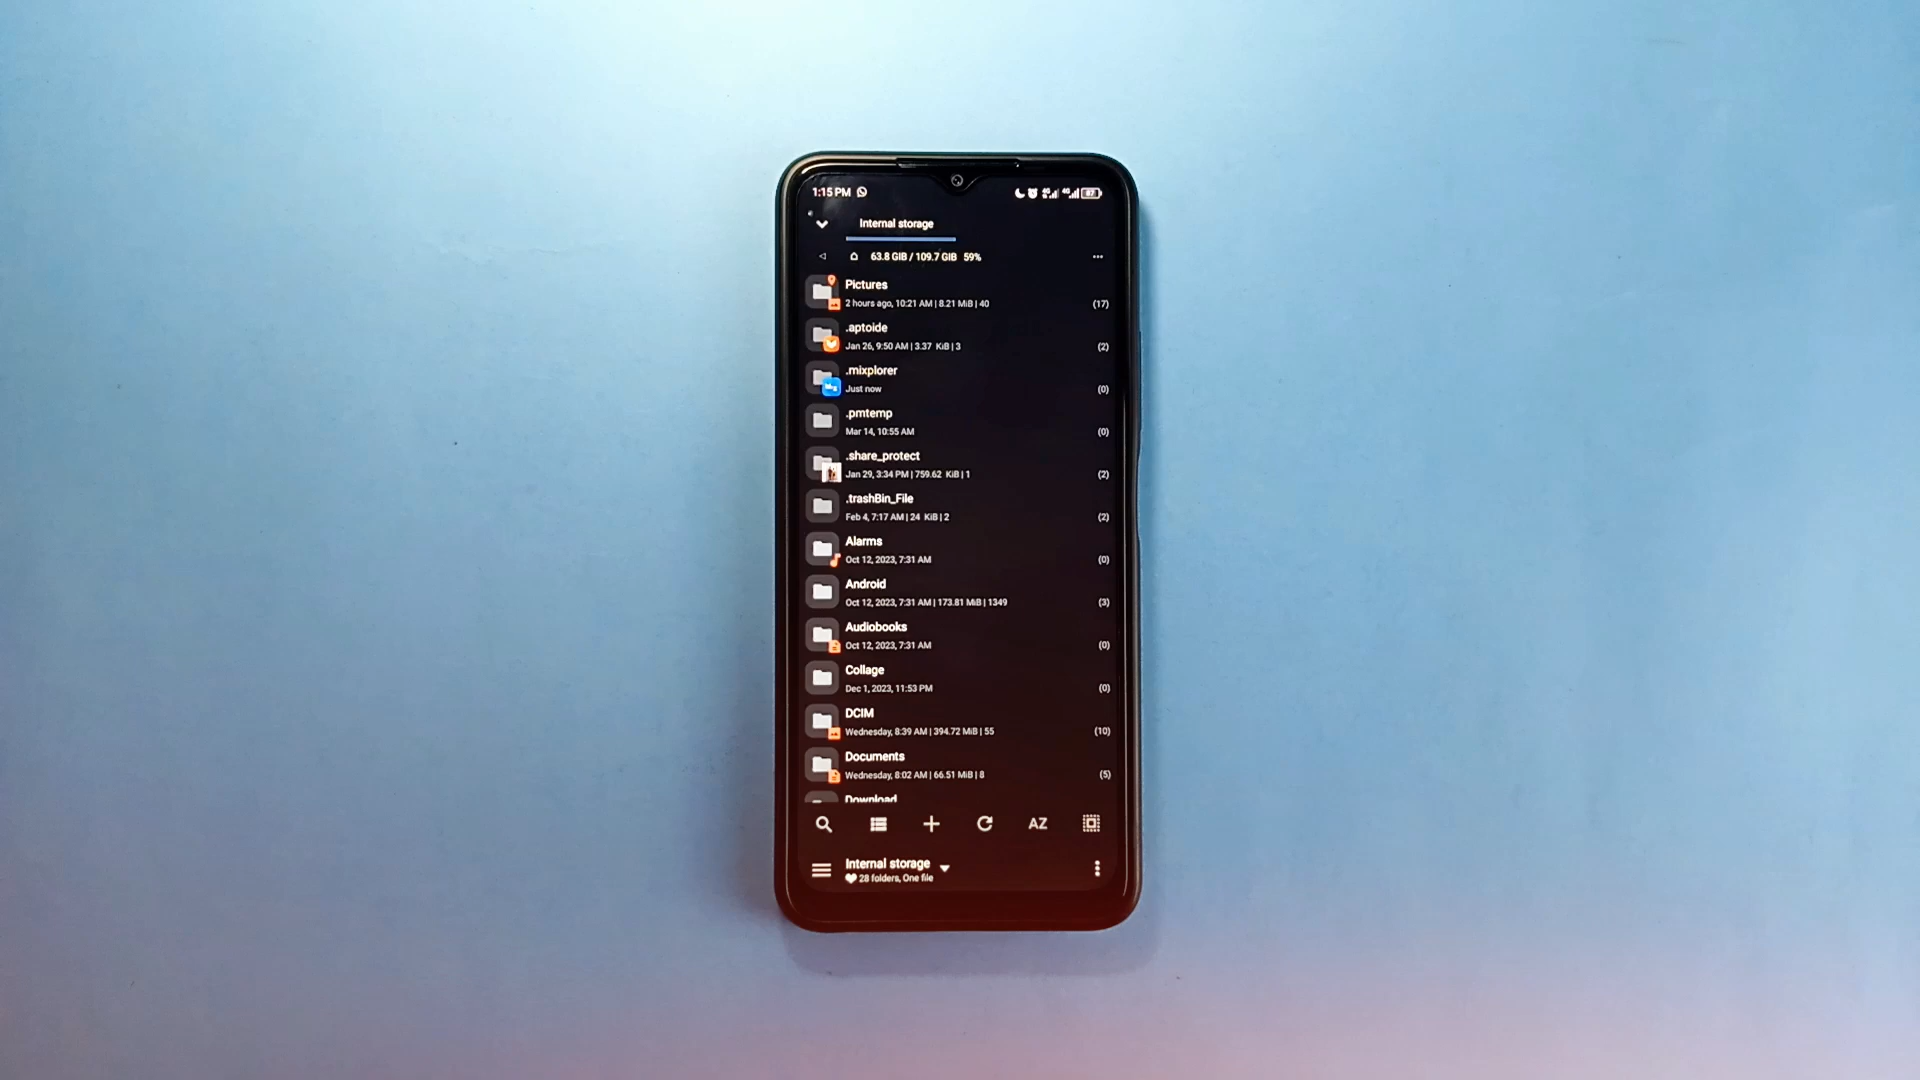 1:15 PM 4G 4G 87
Internal storage
63.8 GIB / 109.7 GIB 59%
Pictures
2 hours ago, 10:21 AM | 8.21 MiB | 40 (17)
.aptoide
Jan 26, 9:50 AM | 3.37 KiB | 3 (2)
.mixplorer
Just now (0)
.pmtemp
Mar 14, 10:55 AM (0)
.share_protect
Jan 29, 3:34 PM | 759.62 KiB | 1 (2)
.trashBin_File
Feb 4, 7:17 AM | 24 KiB | 2 (2)
Alarms
Oct 12, 2023, 7:31 AM (0)
Android
Oct 12, 2023, 7:31 AM | 173.81 MiB | 1349 (3)
Audiobooks
Oct 12, 2023, 7:31 AM (0)
Collage
Dec 1, 2023, 11:53 PM (0)
DCIM
Wednesday, 8:39 AM | 394.72 MiB | 55 (10)
Documents
Wednesday, 8:02 AM | 66.51 MiB | 8 (5)
Download
AZ
Internal storage
28 folders, One file